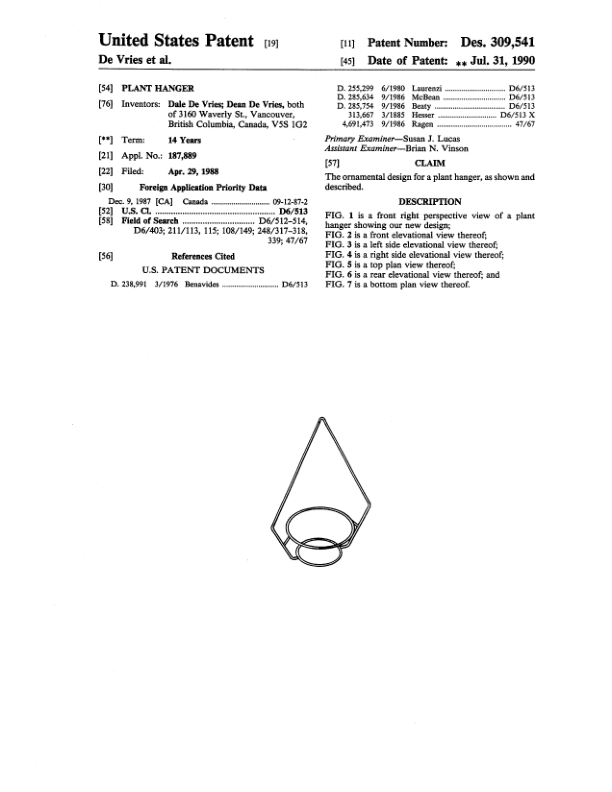 United States Patent [19]
De Vries et al.
[11] Patent Number: Des. 309,541
[45] Date of Patent: ** Jul. 31, 1990
[54] PLANT HANGER
[76] Inventors: Dale De Vries; Dean De Vries, both
of 3160 Waverly St., Vancouver,
British Columbia, Canada, V5S 1G2
[**] Term: 14 Years
[21] Appl. No.: 187,889
[22] Filed: Apr. 29, 1988
[30] Foreign Application Priority Data
Dec. 9, 1987 [CA] Canada ........................ 09-12-87-2
[52] U.S. Cl. .................................................. D6/513
[58] Field of Search .............................. D6/512-514,
D6/403; 211/113, 115; 108/149; 248/317-318,
339; 47/67
[56] References Cited
U.S. PATENT DOCUMENTS
D. 238,991 3/1976 Benavides ........................... D6/513
D. 255,299 6/1980 Laurenzi ............................. D6/513
D. 285,634 9/1986 McBean .............................. D6/513
D. 285,754 9/1986 Beaty .................................. D6/513
313,667 3/1885 Hesser ............................ D6/513 X
4,691,473 9/1986 Ragen .................................... 47/67
Primary Examiner—Susan J. Lucas
Assistant Examiner—Brian N. Vinson
[57] CLAIM
The ornamental design for a plant hanger, as shown and
described.
DESCRIPTION
FIG. 1 is a front right perspective view of a plant
hanger showing our new design;
FIG. 2 is a front elevational view thereof;
FIG. 3 is a left side elevational view thereof;
FIG. 4 is a right side elevational view thereof;
FIG. 5 is a top plan view thereof;
FIG. 6 is a rear elevational view thereof; and
FIG. 7 is a bottom plan view thereof.